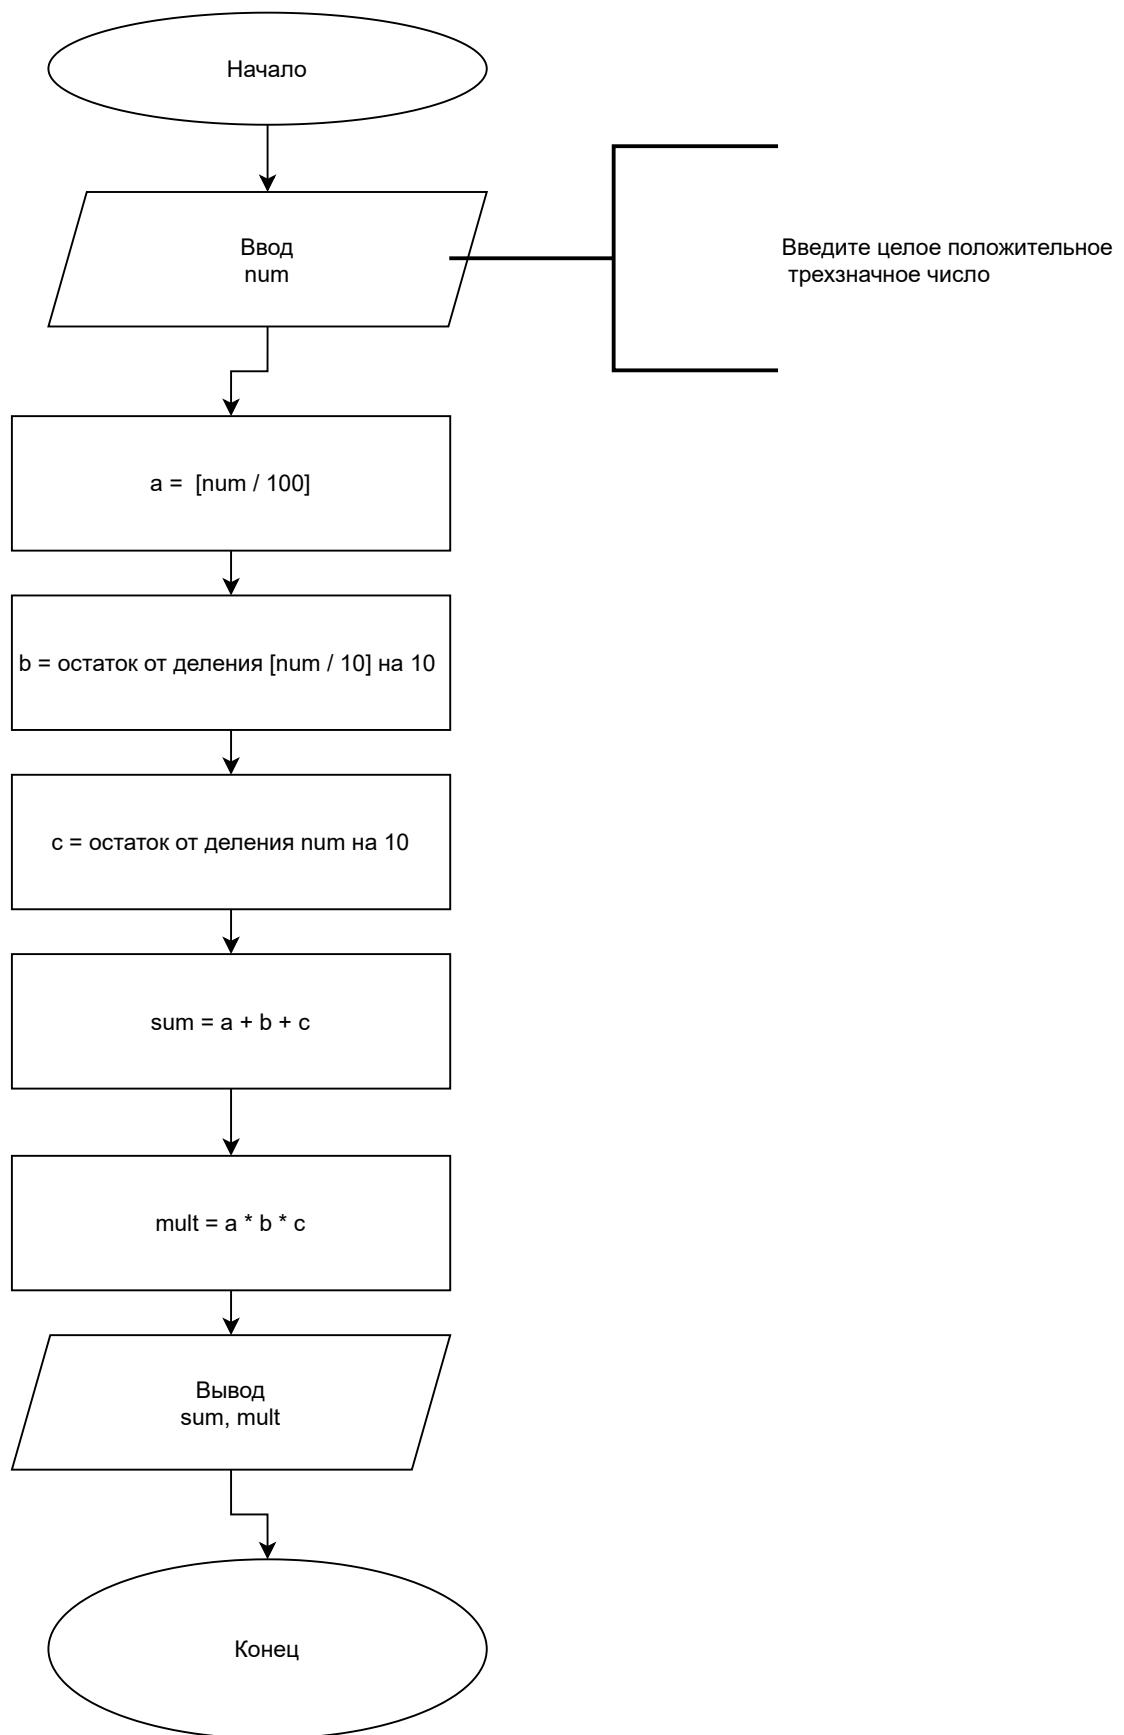 Начало
Ввод
num
Введите целое положительное
трехзначное число
a =  [num / 100]
b = остаток от деления [num / 10] на 10
c = остаток от деления num на 10
sum = a + b + c
mult = a * b * c
Вывод
sum, mult
Конец